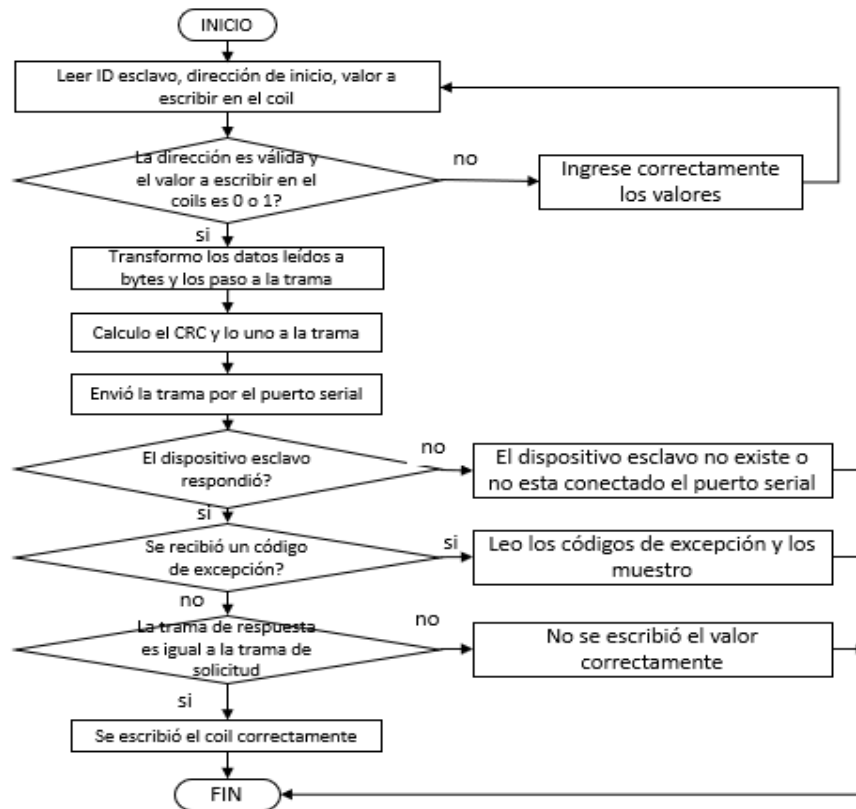 INICIO
Leer ID esclavo, dirección de inicio, valor a
escribir en el coil
La dirección es válida y
el valor a escribir en el
coils es 0 o 1?
no
Ingrese correctamente
los valores
si
Transformo los datos leídos a
bytes y los paso a la trama
Calculo el CRC y lo uno a la trama
Envió la trama por el puerto serial
El dispositivo esclavo
respondió?
no
El dispositivo esclavo no existe o
no esta conectado el puerto serial
si
Se recibió un código
de excepción?
si
Leo los códigos de excepción y los
muestro
no
La trama de respuesta
es igual a la trama de
solicitud
no
No se escribió el valor
correctamente
si
Se escribió el coil correctamente
FIN